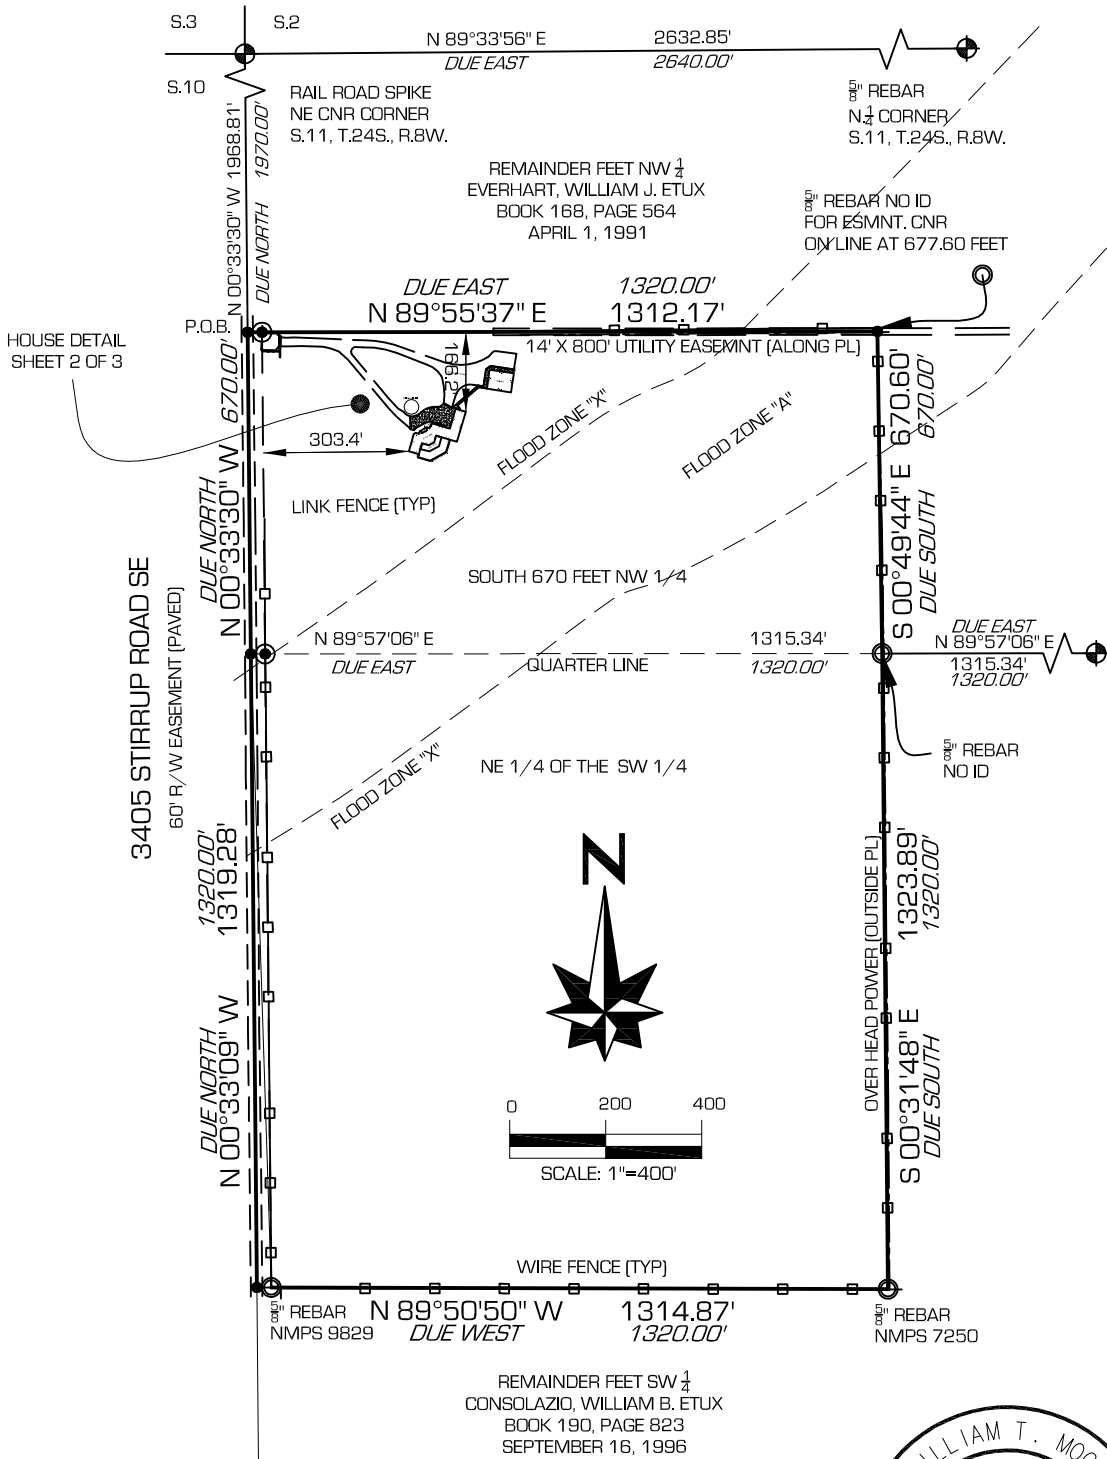 S.3
S.2
N 89°33'56" E
2632.85'
DUE EAST
2640.00'
S.10
RAIL ROAD SPIKE
NE CNR CORNER
S.11, T.24S., R.8W.
5/8" REBAR
N 1/4 CORNER
S.11, T.24S., R.8W.
N 00°33'30" W 1968.81'
DUE NORTH 1970.00'
REMAINDER FEET NW 1/4
EVERHART, WILLIAM J. ETUX
BOOK 168, PAGE 564
APRIL 1, 1991
5/8" REBAR NO ID
FOR ESMNT. CNR
ON LINE AT 677.60 FEET
DUE EAST
1320.00'
N 89°55'37" E
1312.17'
P.O.B.
14' X 800' UTILITY EASEMNT (ALONG PL)
HOUSE DETAIL
SHEET 2 OF 3
166.2'
303.4'
LINK FENCE (TYP)
FLOOD ZONE "X"
FLOOD ZONE "A"
DUE NORTH
N 00°33'30" W 670.00'
S 00°49'44" E 670.60'
DUE SOUTH 670.00'
SOUTH 670 FEET NW 1/4
3405 STIRRUP ROAD SE
60' R/W EASEMENT (PAVED)
N 89°57'06" E
1315.34'
DUE EAST
QUARTER LINE
1320.00'
DUE EAST
N 89°57'06" E
1315.34'
1320.00'
5/8" REBAR
NO ID
FLOOD ZONE "X"
NE 1/4 OF THE SW 1/4
DUE NORTH 1320.00'
N 00°33'09" W 1319.28'
N
OVER HEAD POWER (OUTSIDE PL)
S 00°31'48" E 1323.89'
DUE SOUTH 1320.00'
0
200
400
SCALE: 1"=400'
WIRE FENCE (TYP)
5/8" REBAR
NMPS 9829
N 89°50'50" W
1314.87'
DUE WEST
1320.00'
5/8" REBAR
NMPS 7250
REMAINDER FEET SW 1/4
CONSOLAZIO, WILLIAM B. ETUX
BOOK 190, PAGE 823
SEPTEMBER 16, 1996
ILLIAM T. MOO